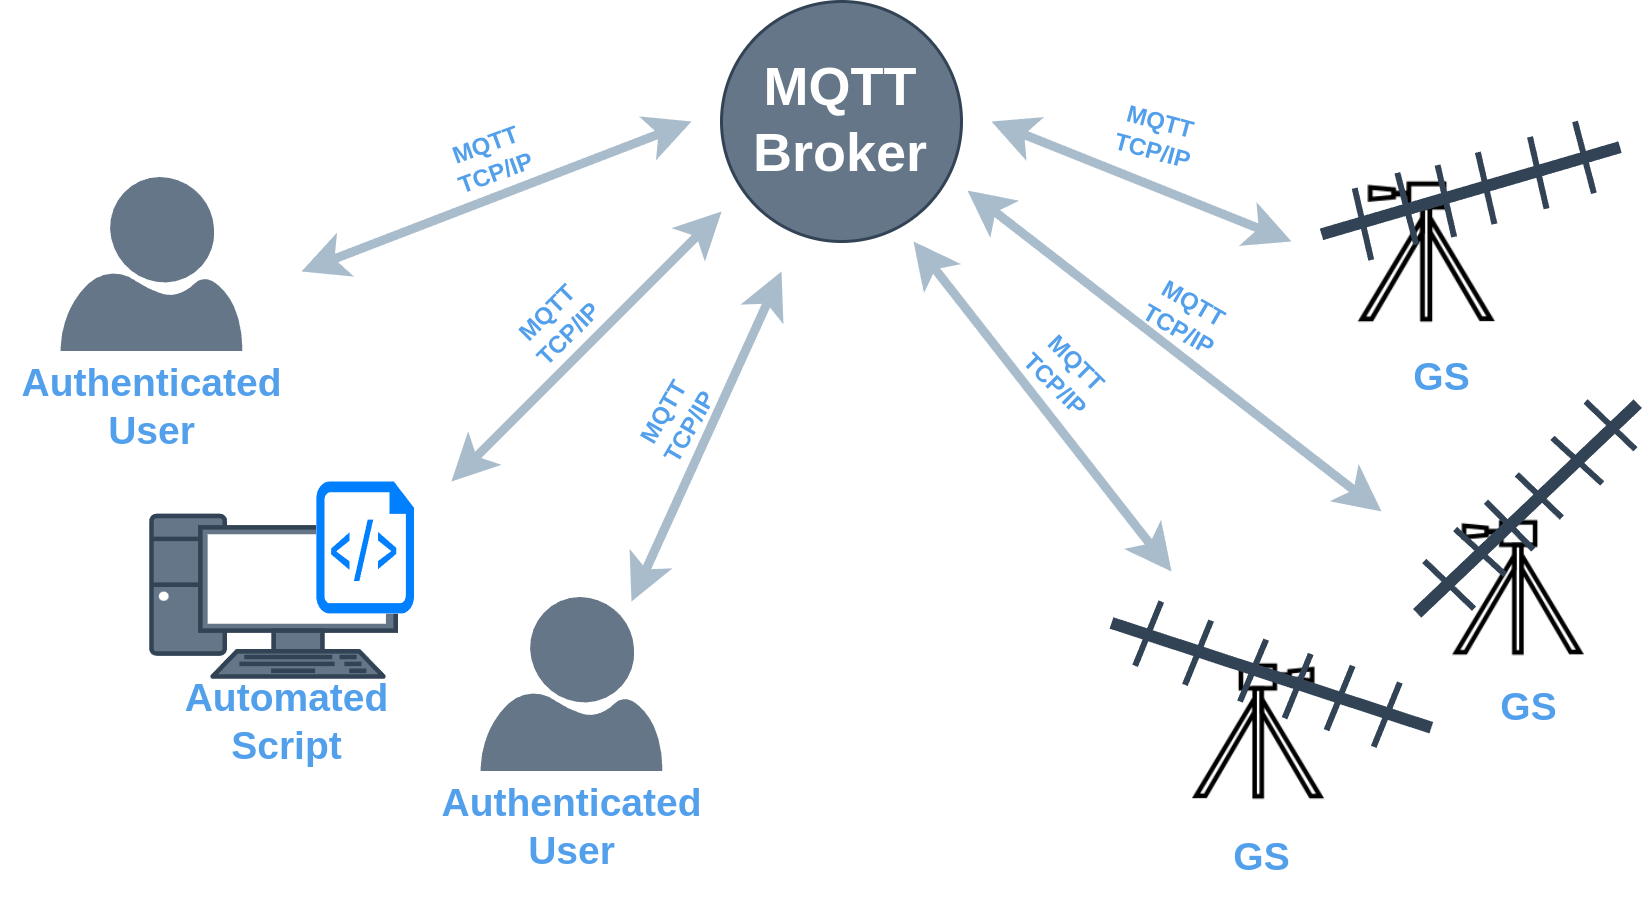 MQTT
Broker
MQTT
TCP/IP
MQTT
TCP/IP
MQTT
TCP/IP
MQTT
TCP/IP
MQTT
TCP/IP
MQTT
TCP/IP
Authenticated
User
Automated
Script
Authenticated
User
GS
GS
GS